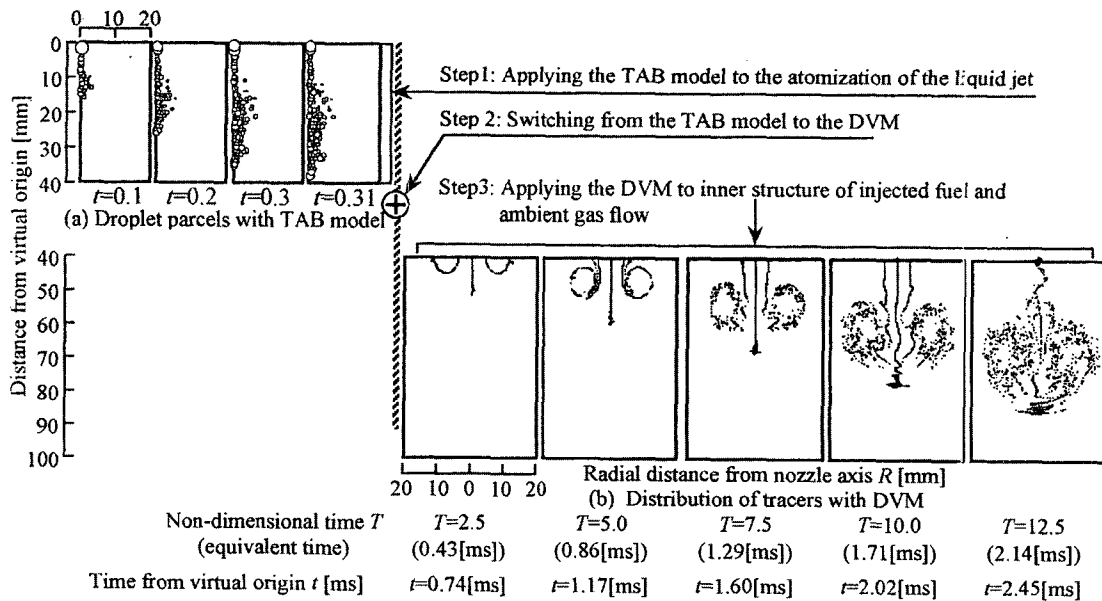 0 10 20
0
10
20
30
40
Distance from virtual origin [mm]
t=0.1 t=0.2 t=0.3 t=0.31
(a) Droplet parcels with TAB model
Step1: Applying the TAB model to the atomization of the liquid jet
Step 2: Switching from the TAB model to the DVM
Step3: Applying the DVM to inner structure of injected fuel and
ambient gas flow
40
50
60
70
80
90
100
40
50
60
70
80
90
100
20 10 0 10 20
Radial distance from nozzle axis R [mm]
(b) Distribution of tracers with DVM
Non-dimensional time T T=2.5 T=5.0 T=7.5 T=10.0 T=12.5
(equivalent time) (0.43[ms]) (0.86[ms]) (1.29[ms]) (1.71[ms]) (2.14[ms])
Time from virtual origin t [ms] t=0.74[ms] t=1.17[ms] t=1.60[ms] t=2.02[ms] t=2.45[ms]